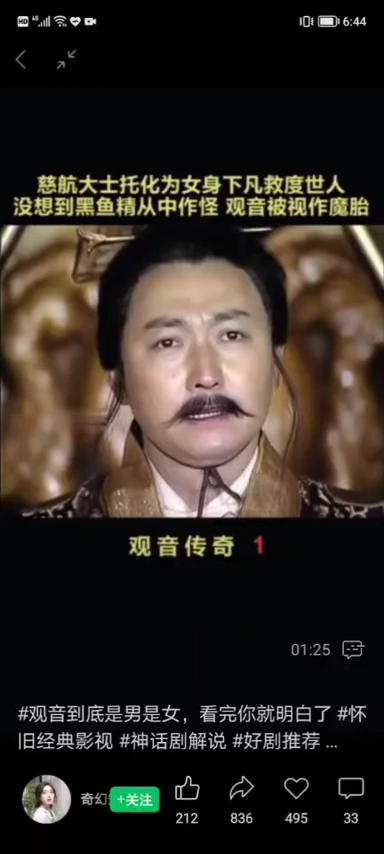 HD 4G 6:44
慈航大士托化为女身下凡救度世人
没想到黑鱼精从中作怪 观音被视作魔胎
观音传奇 1
01:25
#观音到底是男是女，看完你就明白了 #怀
旧经典影视 #神话剧解说 #好剧推荐 ...
奇幻 +关注
212 836 495 33